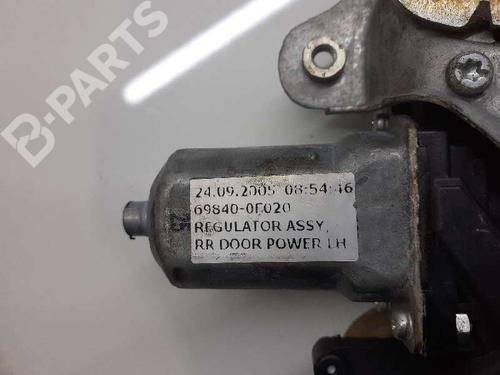 B-PARTS
24.09.2005 08:54:46
69840-0F020
REGULATOR ASSY,
RR DOOR POWER LH